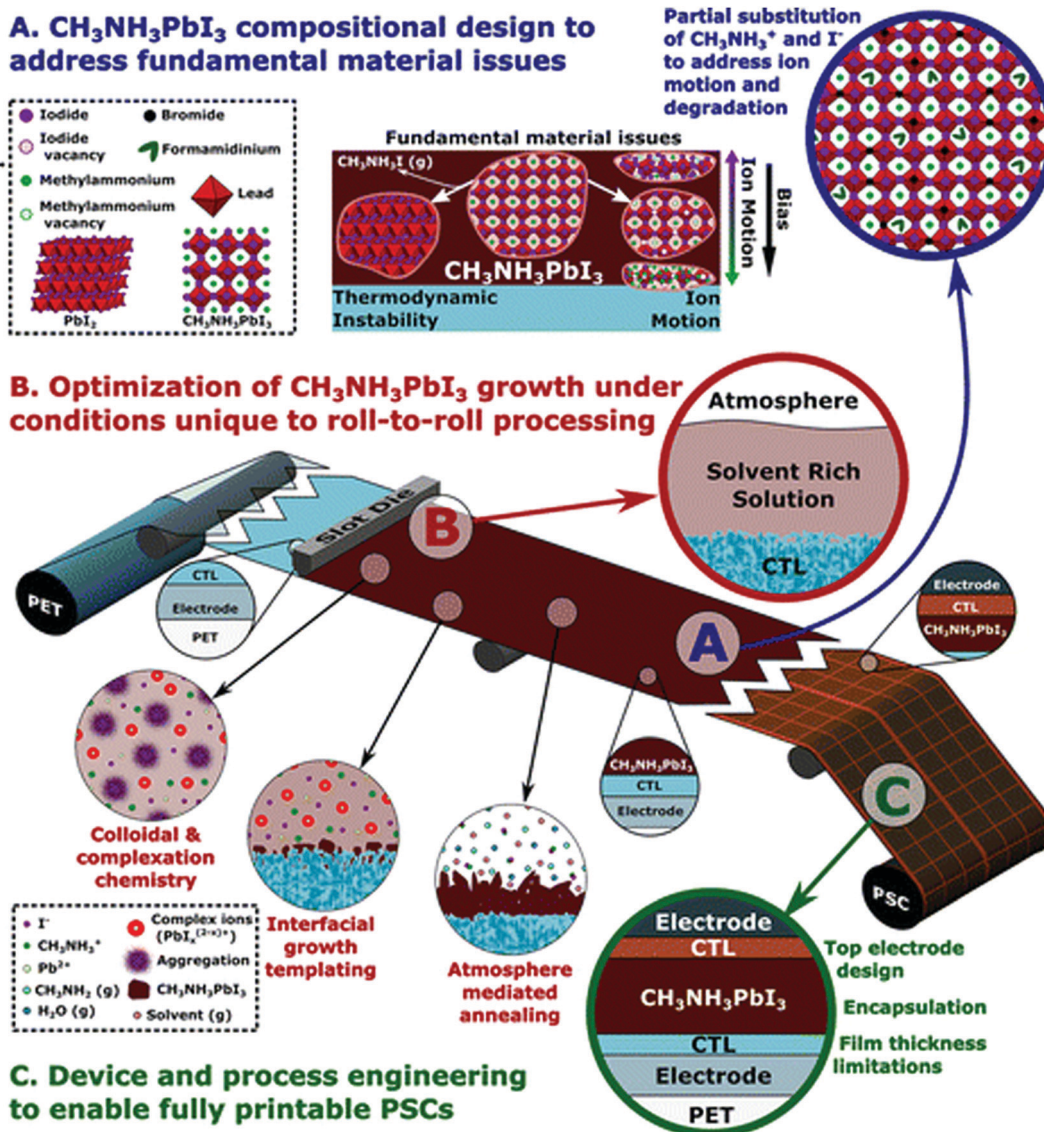 A. CH₃NH₃PbI₃ compositional design to
address fundamental material issues
Partial substitution
of CH₃NH₃⁺ and I⁻
to address ion
motion and
degradation
Iodide
Iodide
vacancy
Methylammonium
Methylammonium
vacancy
Bromide
Formamidinium
Lead
PbI₂
CH₃NH₃PbI₃
Fundamental material issues
CH₃NH₃I (g)
CH₃NH₃PbI₃
Thermodynamic
Instability
Ion
Motion
Ion Motion
Bias
B. Optimization of CH₃NH₃PbI₃ growth under
conditions unique to roll-to-roll processing
Atmosphere
Solvent Rich
Solution
CTL
Slot Die
B
PET
CTL
Electrode
PET
A
Electrode
CTL
CH₃NH₃PbI₃
CH₃NH₃PbI₃
CTL
Electrode
C
PSC
Colloidal &
complexation
chemistry
Interfacial
growth
templating
Atmosphere
mediated
annealing
I⁻
CH₃NH₃⁺
Pb²⁺
CH₃NH₂ (g)
H₂O (g)
Complex ions
(PbIₓ⁽²⁻ˣ⁾⁺)
Aggregation
CH₃NH₃PbI₃
Solvent (g)
Electrode
CTL
CH₃NH₃PbI₃
CTL
Electrode
PET
Top electrode
design
Encapsulation
Film thickness
limitations
C. Device and process engineering
to enable fully printable PSCs